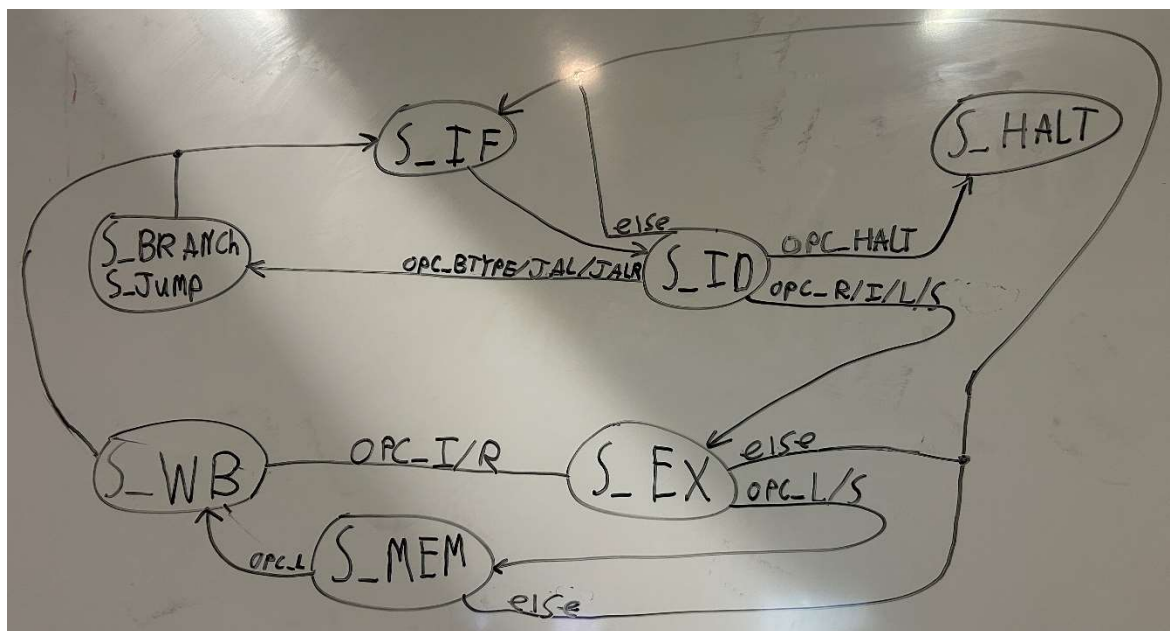 S_IF
S_HALT
else
S_BRANCh
S_JUmp
OPC_BTYPE/JAL/JALR
S_ID
OPC_HALT
OPC_R/I/L/S
S_WB
OPC_I/R
S_EX
else
OPC_L/S
OPC_L
S_MEM
else